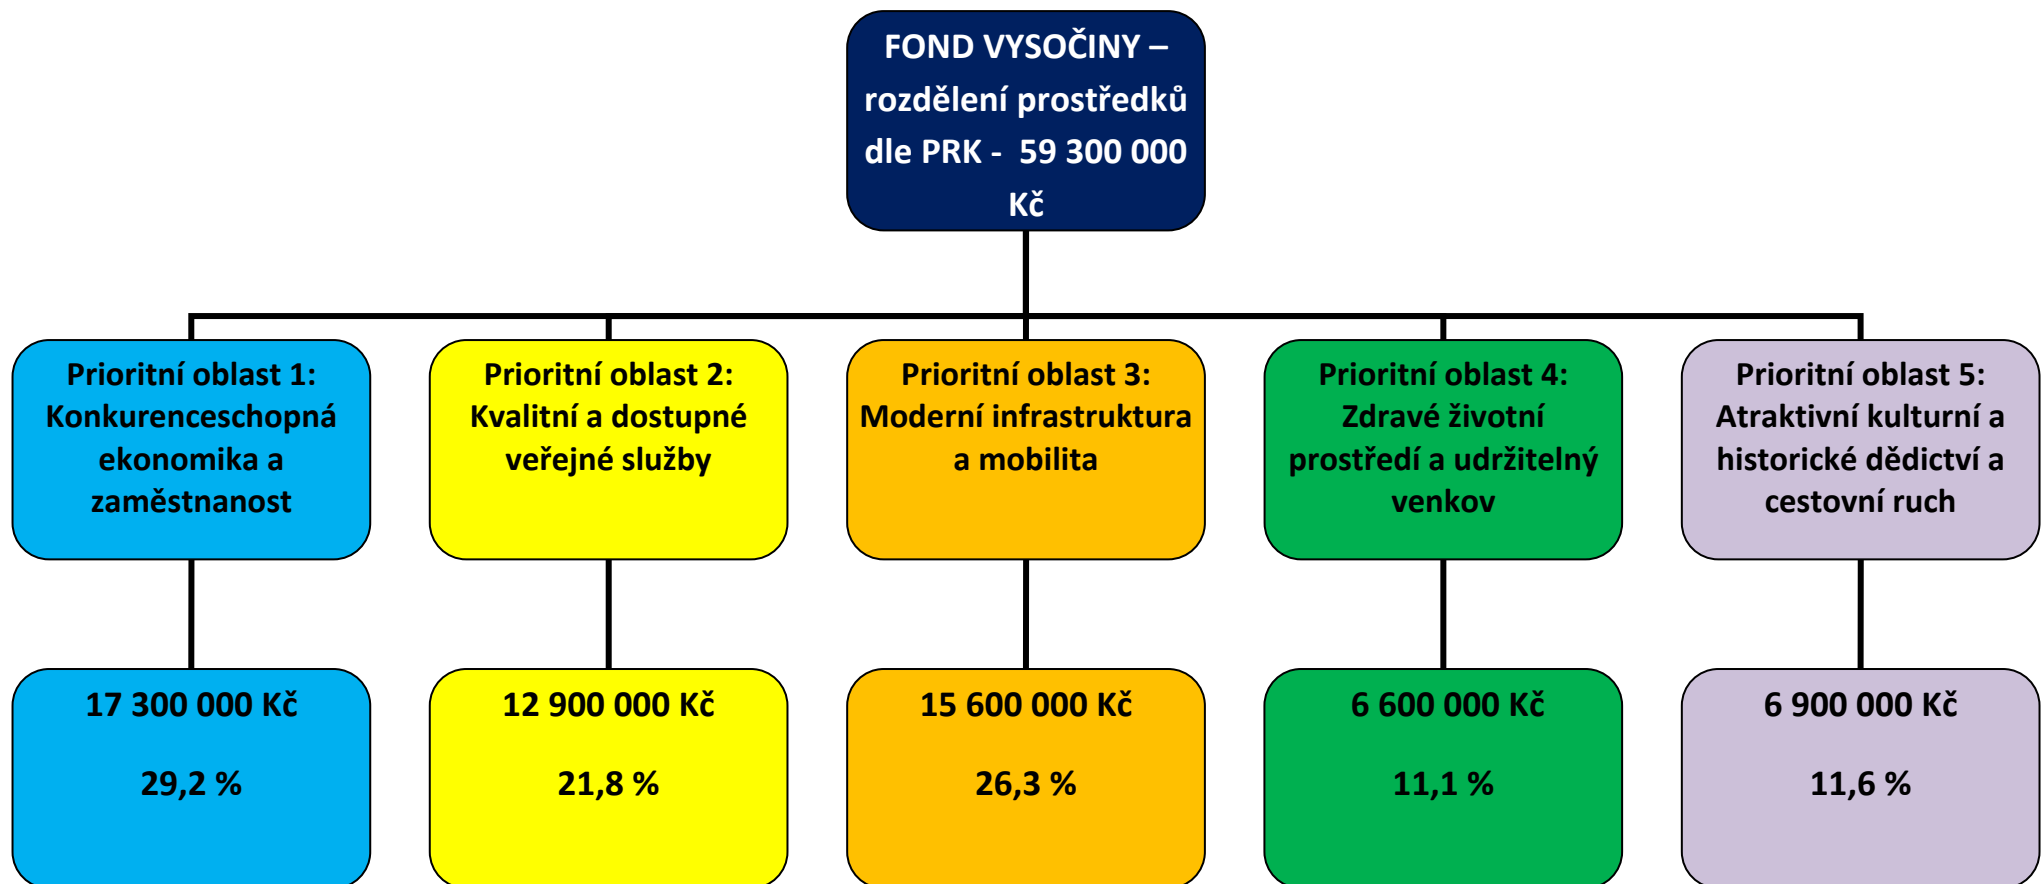 FOND VYSOČINY –
rozdělení prostředků
dle PRK -  59 300 000
Kč
Prioritní oblast 1:
Konkurenceschopná
ekonomika a
zaměstnanost
Prioritní oblast 2:
Kvalitní a dostupné
veřejné služby
Prioritní oblast 3:
Moderní infrastruktura
a mobilita
Prioritní oblast 4:
Zdravé životní
prostředí a udržitelný
venkov
Prioritní oblast 5:
Atraktivní kulturní a
historické dědictví a
cestovní ruch
17 300 000 Kč
29,2 %
12 900 000 Kč
21,8 %
15 600 000 Kč
26,3 %
6 600 000 Kč
11,1 %
6 900 000 Kč
11,6 %